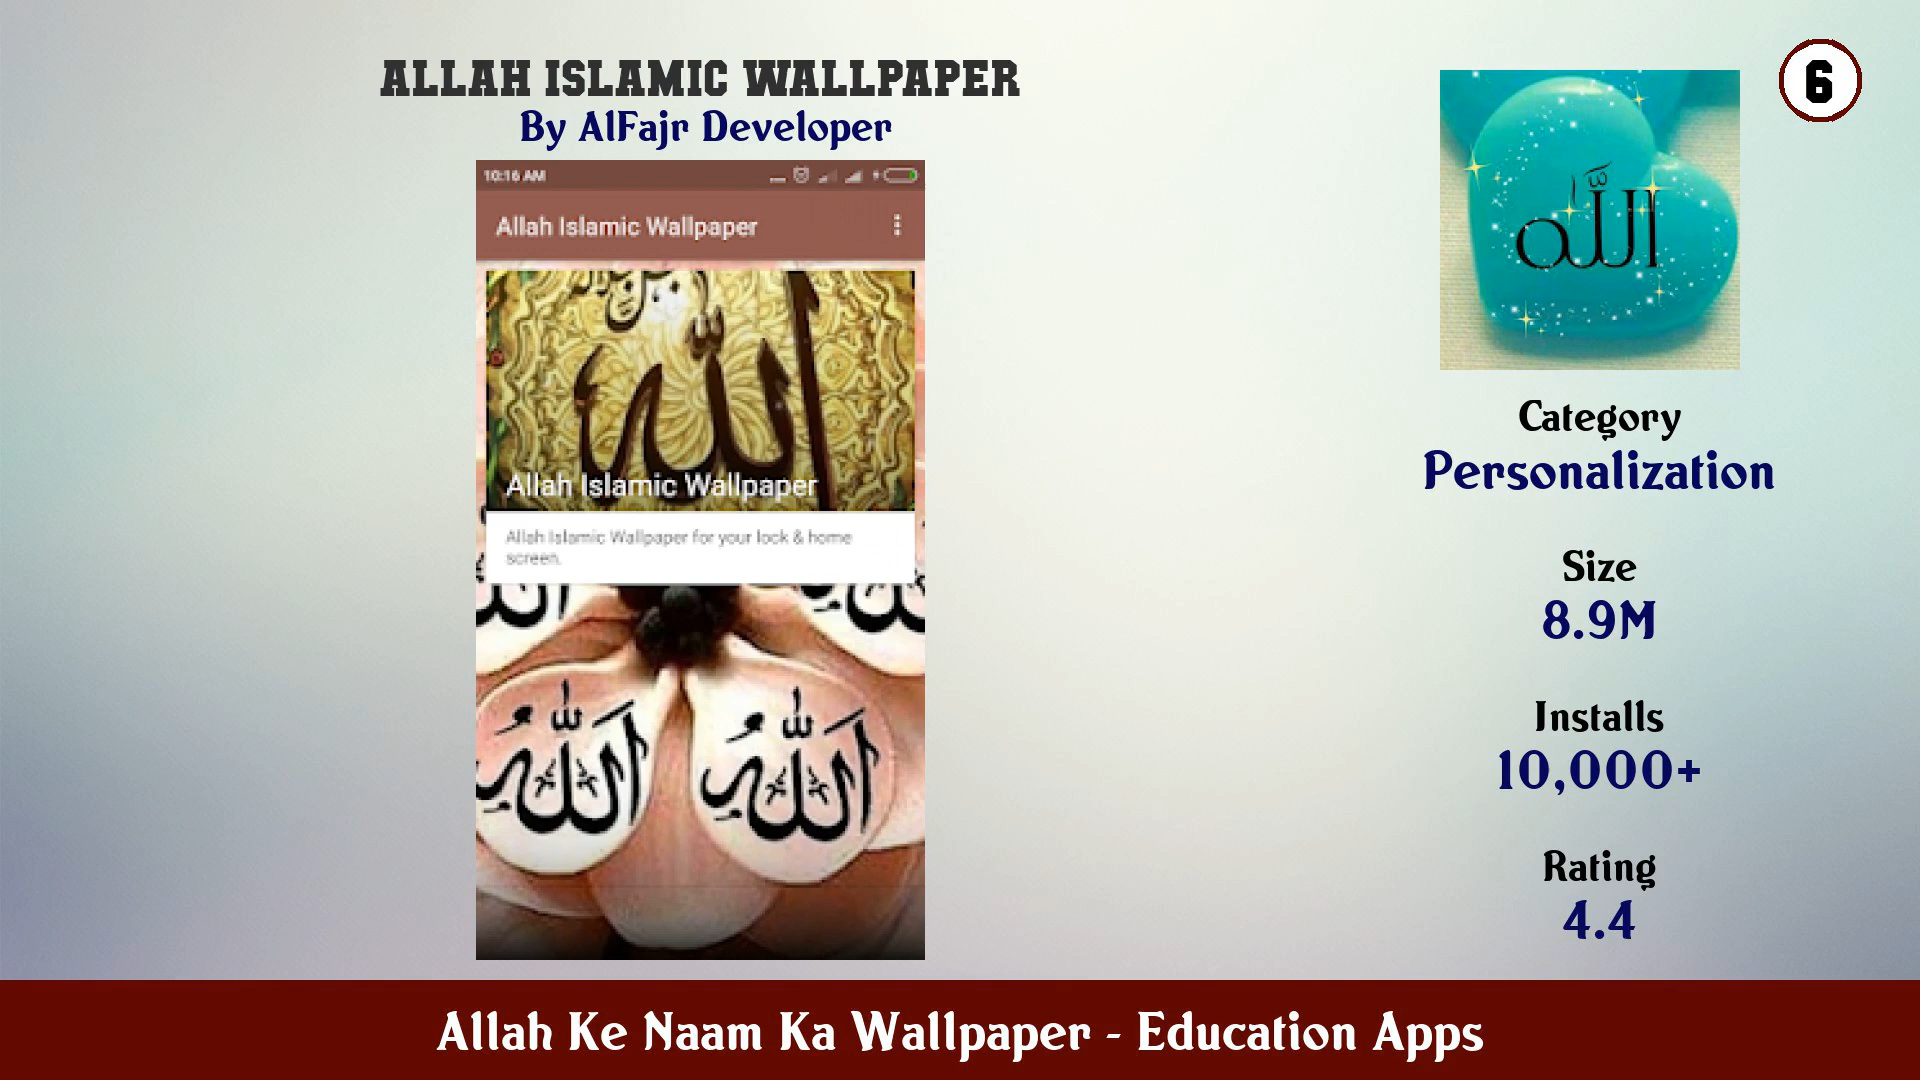 ALLAH ISLAMIC WALLPAPER
By AlFajr Developer
6
10:16 AM
Allah Islamic Wallpaper
الله
Allah Islamic Wallpaper
Allah Islamic Wallpaper for your lock & home
screen.
الله الله
الله
Category
Personalization
Size
8.9M
Installs
10,000+
Rating
4.4
Allah Ke Naam Ka Wallpaper - Education Apps